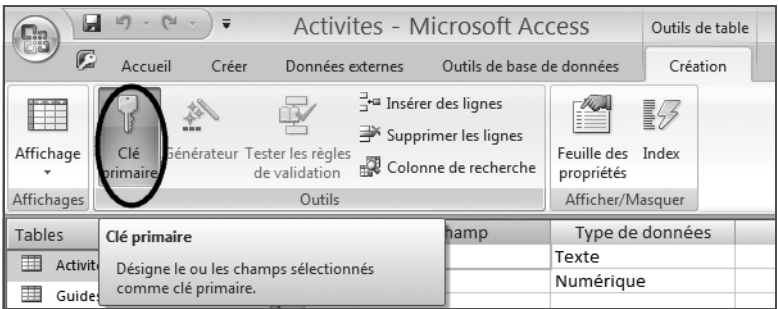 Activites - Microsoft Access
Outils de table
Accueil Créer Données externes Outils de base de données Création
Affichage
Clé primaire
Générateur
Tester les règles
de validation
Insérer des lignes
Supprimer les lignes
Colonne de recherche
Feuille des
propriétés
Index
Affichages Outils Afficher/Masquer
Tables hamp Type de données
Clé primaire
Désigne le ou les champs sélectionnés
comme clé primaire.
Activit Texte
Guides Numérique